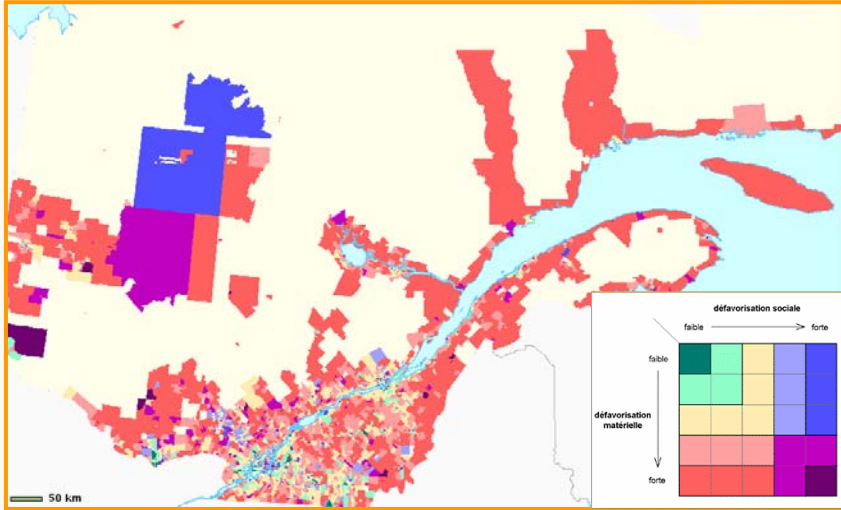 défavorisation sociale
faible
forte
faible
défavorisation
matérielle
forte
50 km